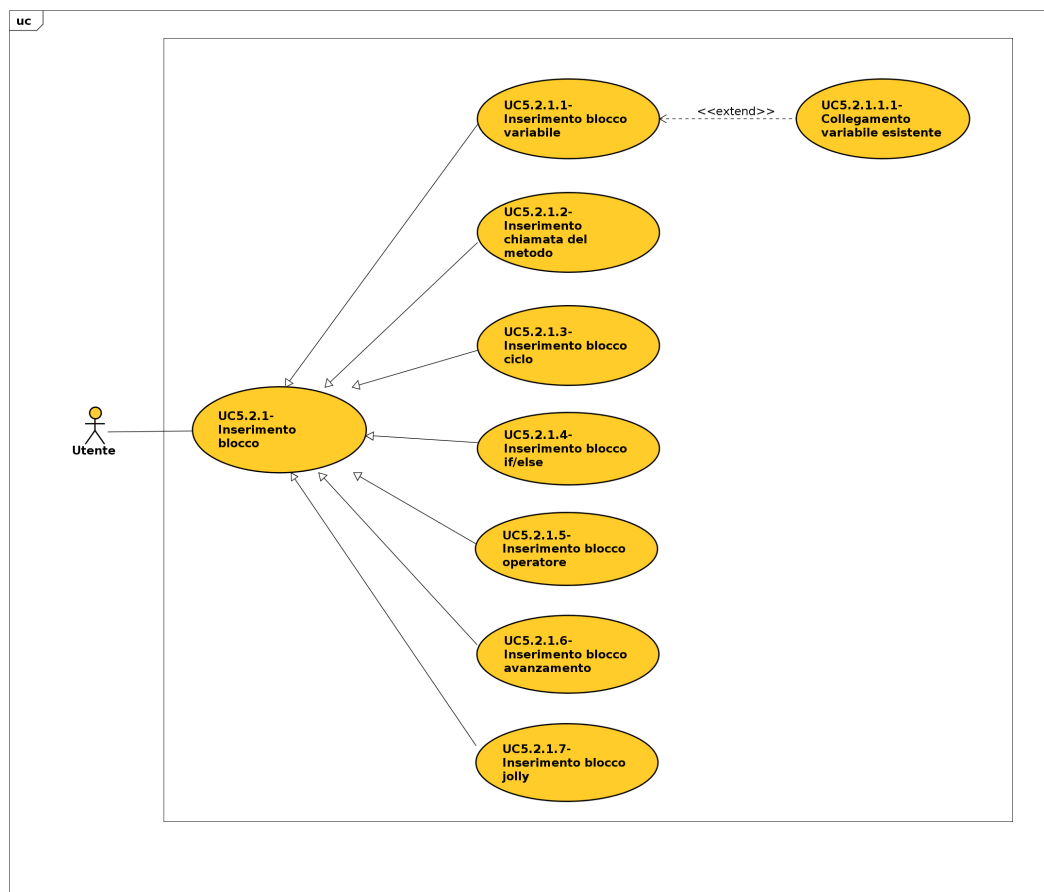 uc
UC5.2.1.1-
Inserimento blocco
variabile
<<extend>>
UC5.2.1.1.1-
Collegamento
variabile esistente
UC5.2.1.2-
Inserimento
chiamata del
metodo
UC5.2.1.3-
Inserimento blocco
ciclo
Utente
UC5.2.1-
Inserimento
blocco
UC5.2.1.4-
Inserimento blocco
if/else
UC5.2.1.5-
Inserimento blocco
operatore
UC5.2.1.6-
Inserimento blocco
avanzamento
UC5.2.1.7-
Inserimento blocco
jolly